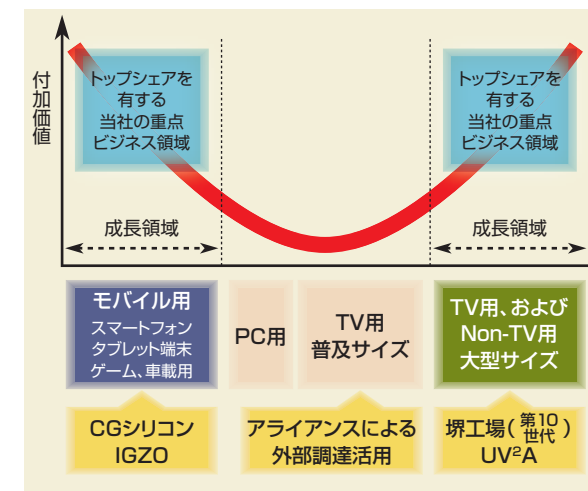 付加価値
トップシェアを
有する
当社の重点
ビジネス領域
トップシェアを
有する
当社の重点
ビジネス領域
成長領域
成長領域
モバイル用
スマートフォン
タブレット端末
ゲーム、車載用
PC用
TV用
普及サイズ
TV用、および
Non-TV用
大型サイズ
CGシリコン
IGZO
アライアンスによる
外部調達活用
堺工場(第10世代)
UV²A